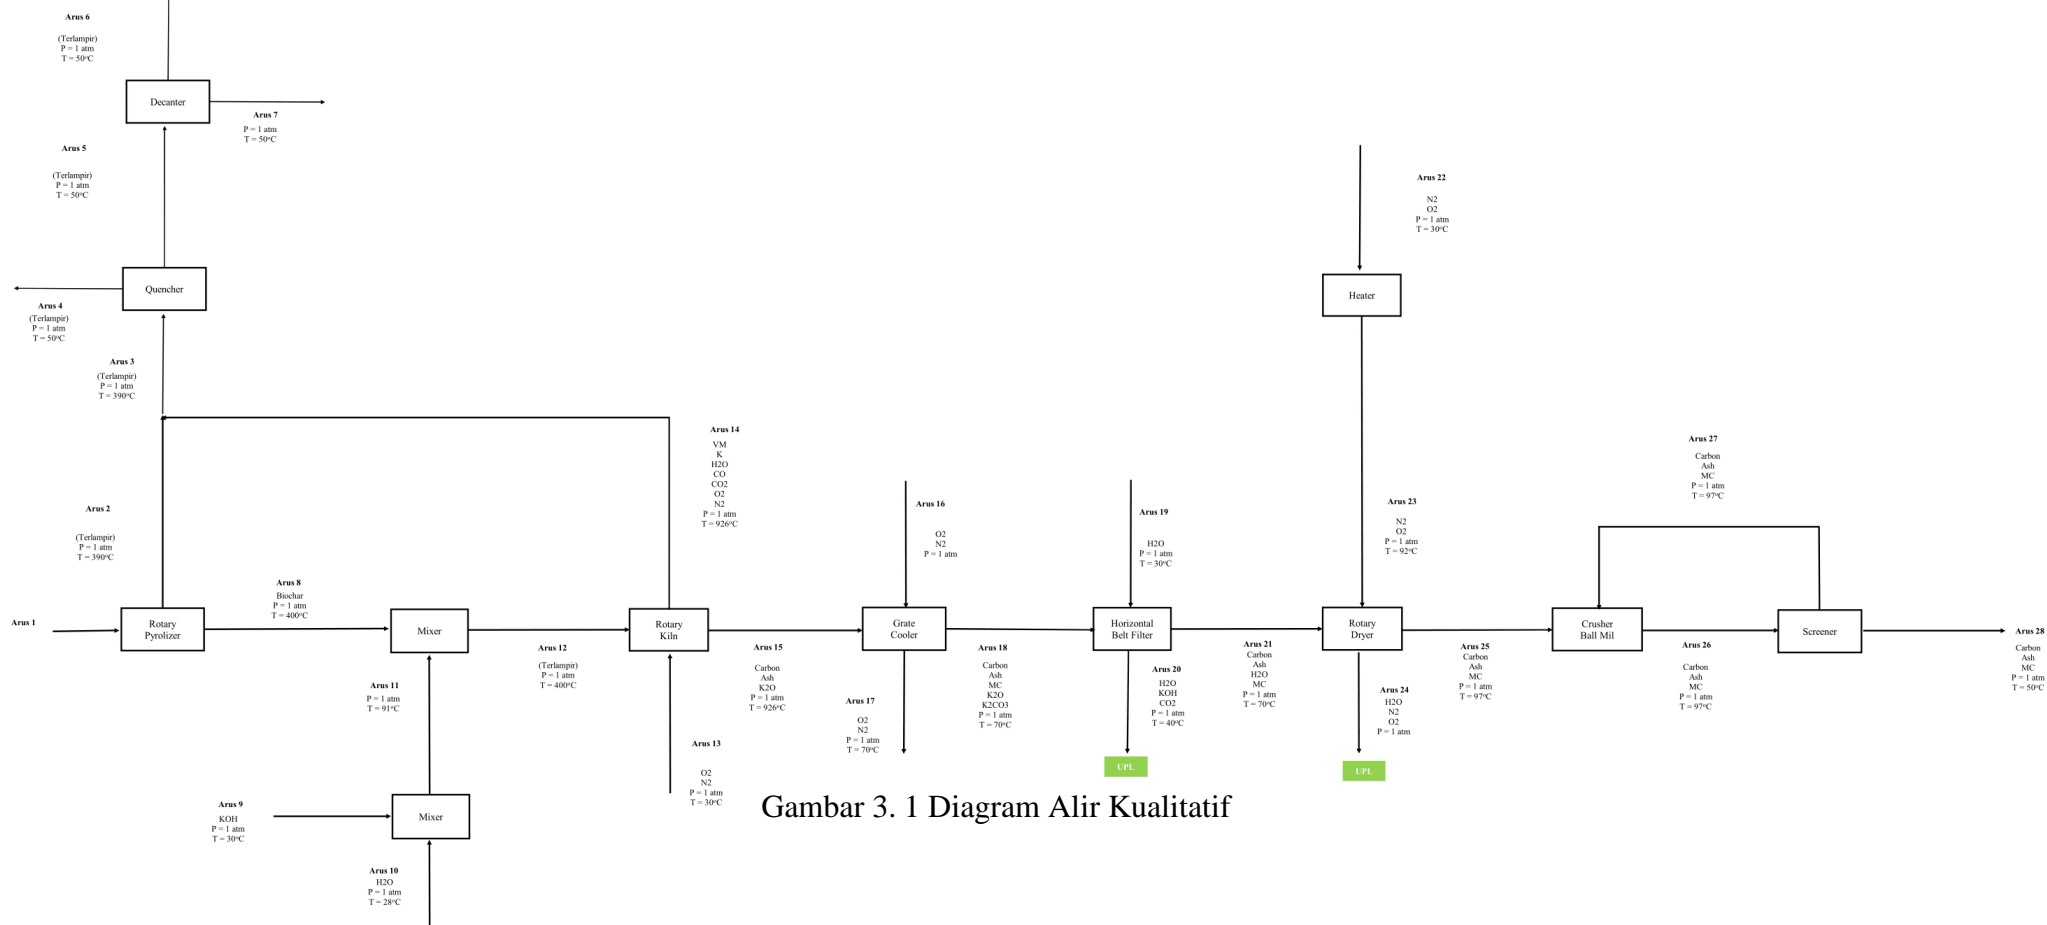 Arus 6
(Terlampir)
P = 1 atm
T = 50°C
Decanter
Arus 7
P = 1 atm
T = 50°C
Arus 5
(Terlampir)
P = 1 atm
T = 50°C
Quencher
Arus 4
(Terlampir)
P = 1 atm
T = 50°C
Arus 3
(Terlampir)
P = 1 atm
T = 390°C
Arus 2
(Terlampir)
P = 1 atm
T = 390°C
Arus 1
Rotary
Pyrolizer
Arus 8
Biochar
P = 1 atm
T = 400°C
Mixer
Arus 11
P = 1 atm
T = 91°C
Arus 9
KOH
P = 1 atm
T = 30°C
Mixer
Arus 10
H2O
P = 1 atm
T = 28°C
Arus 12
(Terlampir)
P = 1 atm
T = 400°C
Rotary
Kiln
Arus 13
O2
N2
P = 1 atm
T = 30°C
Arus 14
VM
K
H2O
CO
CO2
O2
N2
P = 1 atm
T = 926°C
Arus 15
Carbon
Ash
K2O
P = 1 atm
T = 926°C
Arus 16
O2
N2
P = 1 atm
Grate
Cooler
Arus 17
O2
N2
P = 1 atm
T = 70°C
Arus 18
Carbon
Ash
MC
K2O
K2CO3
P = 1 atm
T = 70°C
Arus 19
H2O
P = 1 atm
T = 30°C
Horizontal
Belt Filter
Arus 20
H2O
KOH
CO2
P = 1 atm
T = 40°C
UPL
Arus 21
Carbon
Ash
H2O
MC
P = 1 atm
T = 70°C
Arus 22
N2
O2
P = 1 atm
T = 30°C
Heater
Arus 23
N2
O2
P = 1 atm
T = 92°C
Rotary
Dryer
Arus 24
H2O
N2
O2
P = 1 atm
UPL
Arus 25
Carbon
Ash
MC
P = 1 atm
T = 97°C
Crusher
Ball Mil
Arus 26
Carbon
Ash
MC
P = 1 atm
T = 97°C
Arus 27
Carbon
Ash
MC
P = 1 atm
T = 97°C
Screener
Arus 28
Carbon
Ash
MC
P = 1 atm
T = 50°C
Gambar 3. 1 Diagram Alir Kualitatif